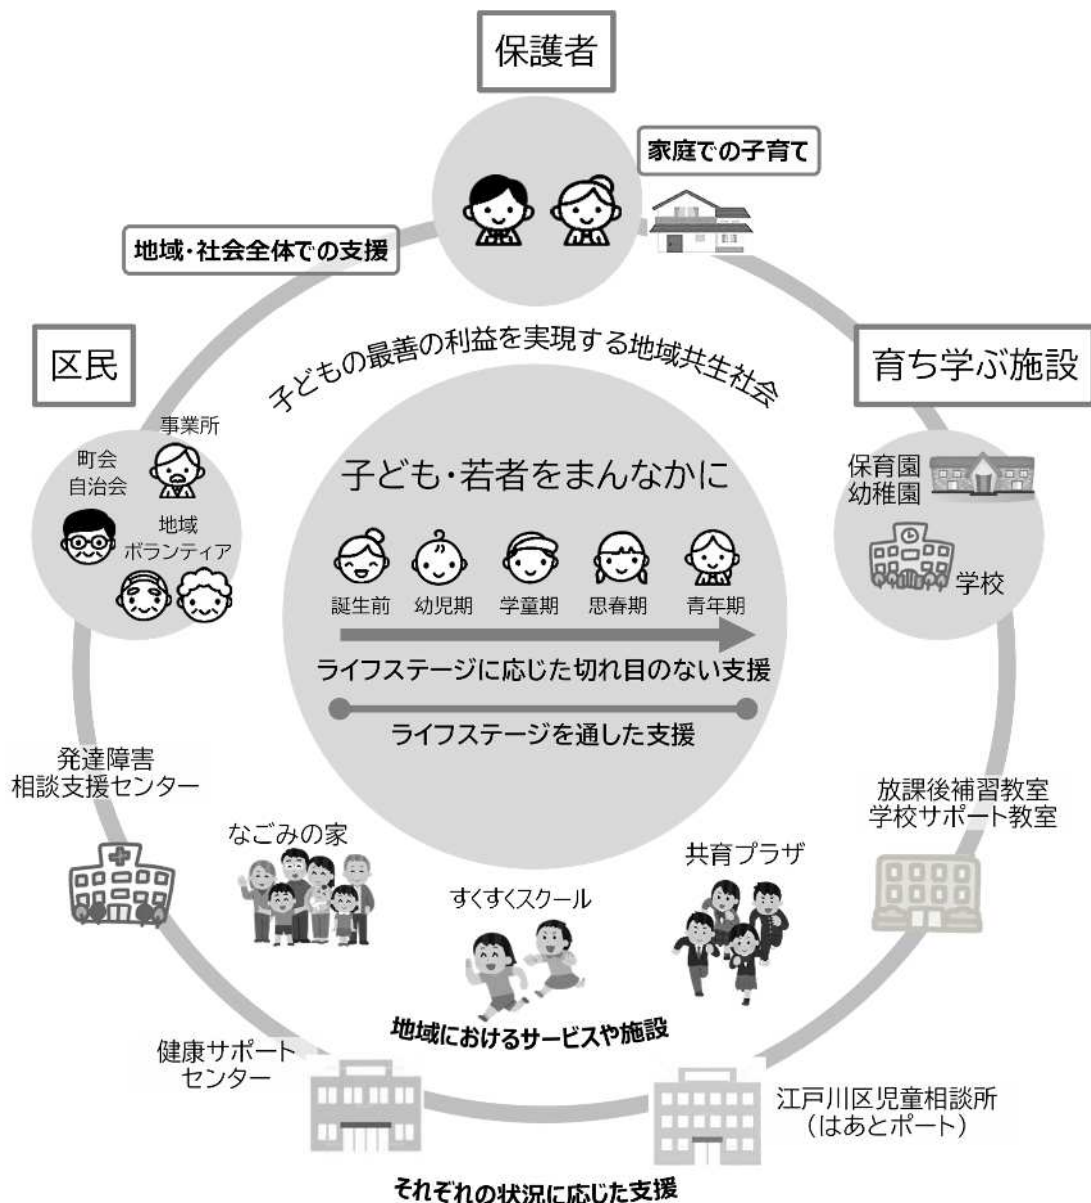 保護者
家庭での子育て
地域・社会全体での支援
子どもの最善の利益を実現する地域共生社会
区民
育ち学ぶ施設
事業所
町会
自治会
地域
ボランティア
保育園
幼稚園
学校
子ども・若者をまんなかに
誕生前 幼児期 学童期 思春期 青年期
ライフステージに応じた切れ目のない支援
ライフステージを通した支援
発達障害
相談支援センター
放課後補習教室
学校サポート教室
なごみの家
すくすくスクール
共育プラザ
地域におけるサービスや施設
健康サポート
センター
江戸川区児童相談所
（はあとポート）
それぞれの状況に応じた支援